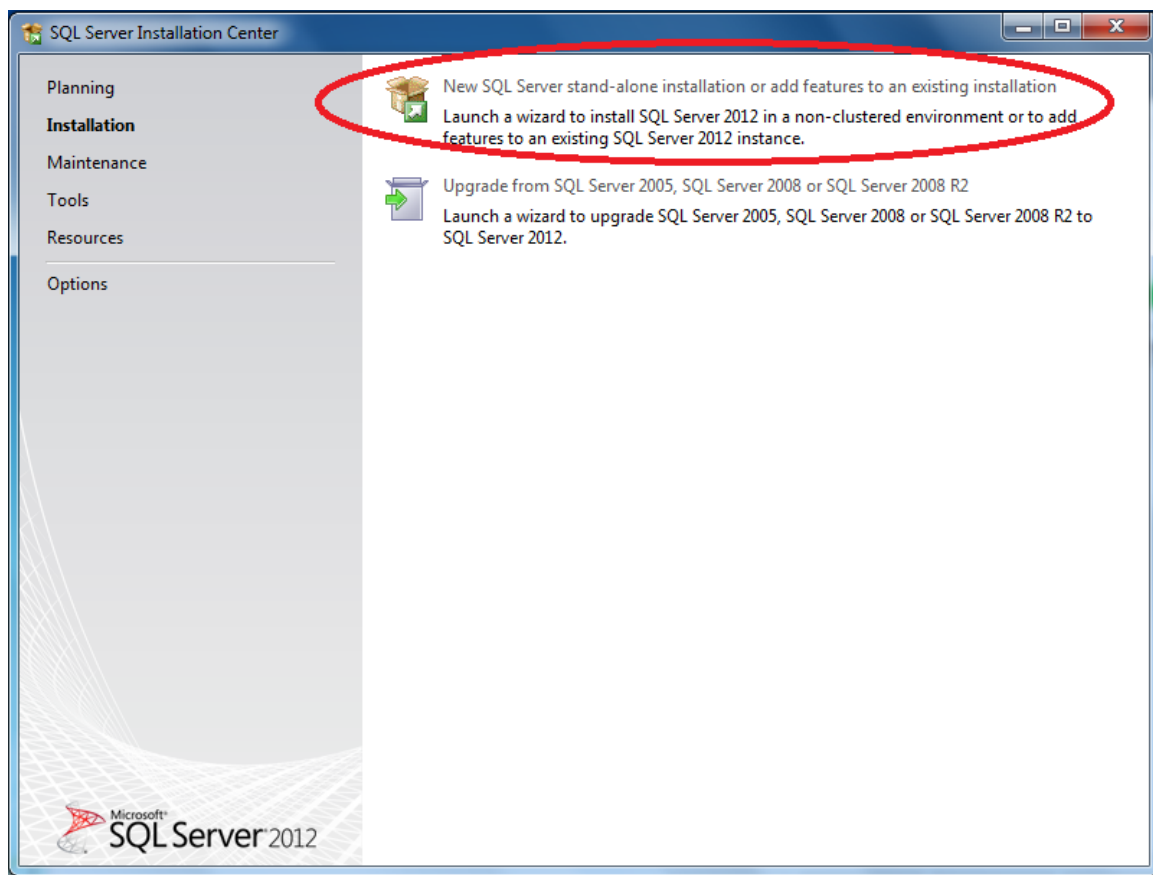 SQL Server Installation Center
Planning
Installation
Maintenance
Tools
Resources
Options
New SQL Server stand-alone installation or add features to an existing installation
Launch a wizard to install SQL Server 2012 in a non-clustered environment or to add
features to an existing SQL Server 2012 instance.
Upgrade from SQL Server 2005, SQL Server 2008 or SQL Server 2008 R2
Launch a wizard to upgrade SQL Server 2005, SQL Server 2008 or SQL Server 2008 R2 to
SQL Server 2012.
Microsoft®
SQL Server® 2012